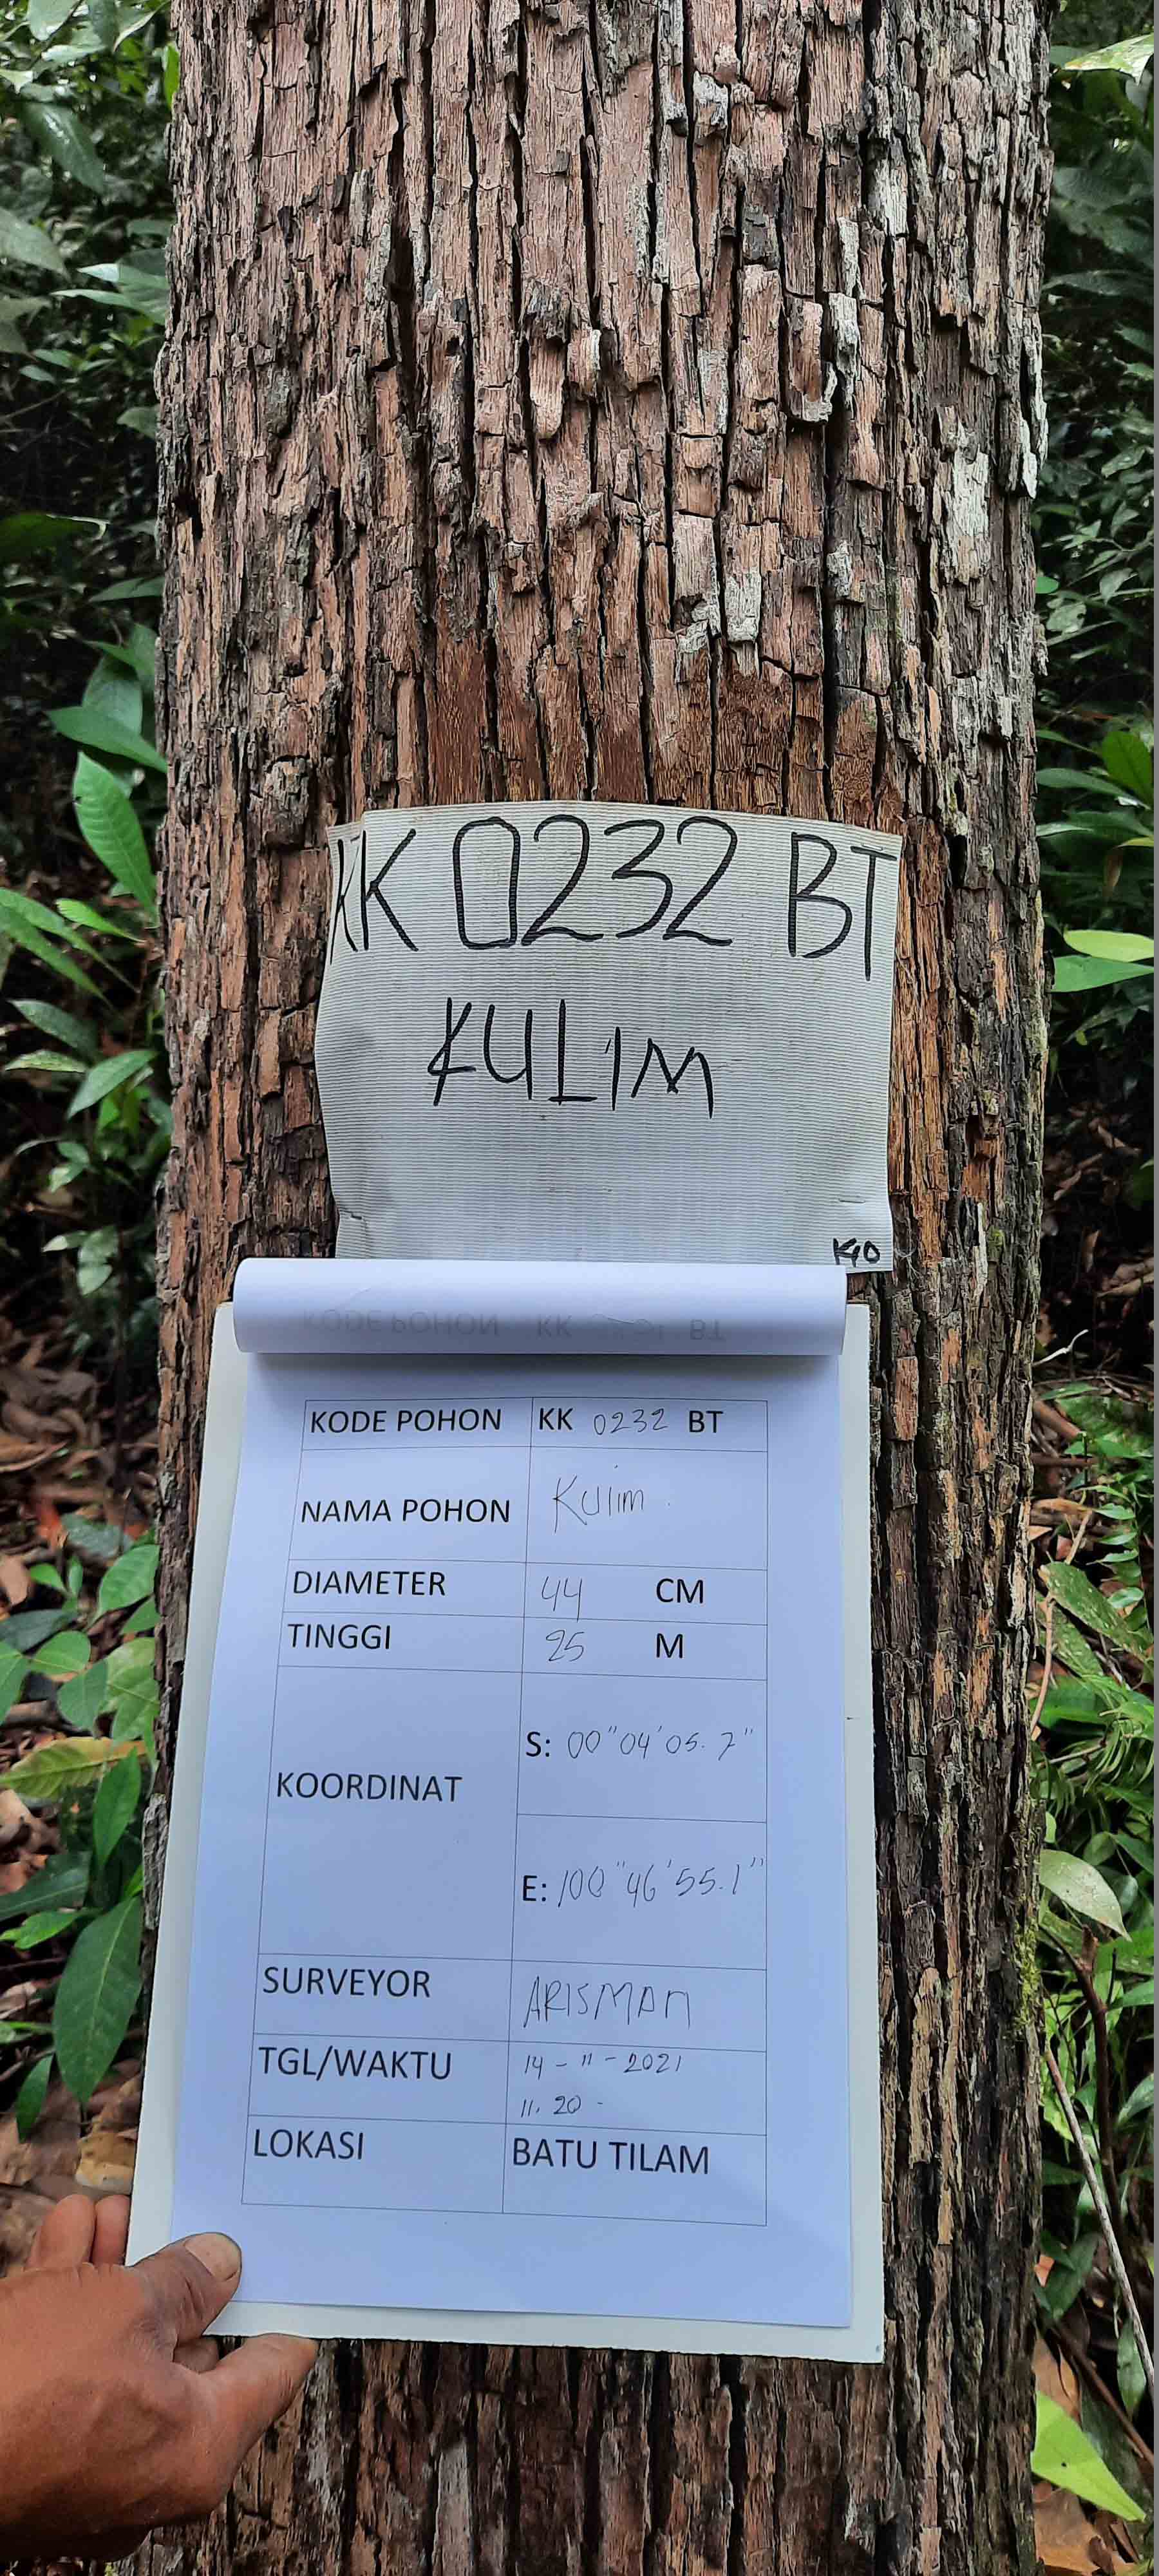 KK 0232 BT
KULIM
KODE POHON KK 0232 BT
NAMA POHON Kulim
DIAMETER 44 CM
TINGGI 25 M
KOORDINAT
S: 00"04'05.7"
E: 100"46'55.1"
SURVEYOR ARISMAN
TGL/WAKTU 14-11-2021
11.20-
LOKASI BATU TILAM